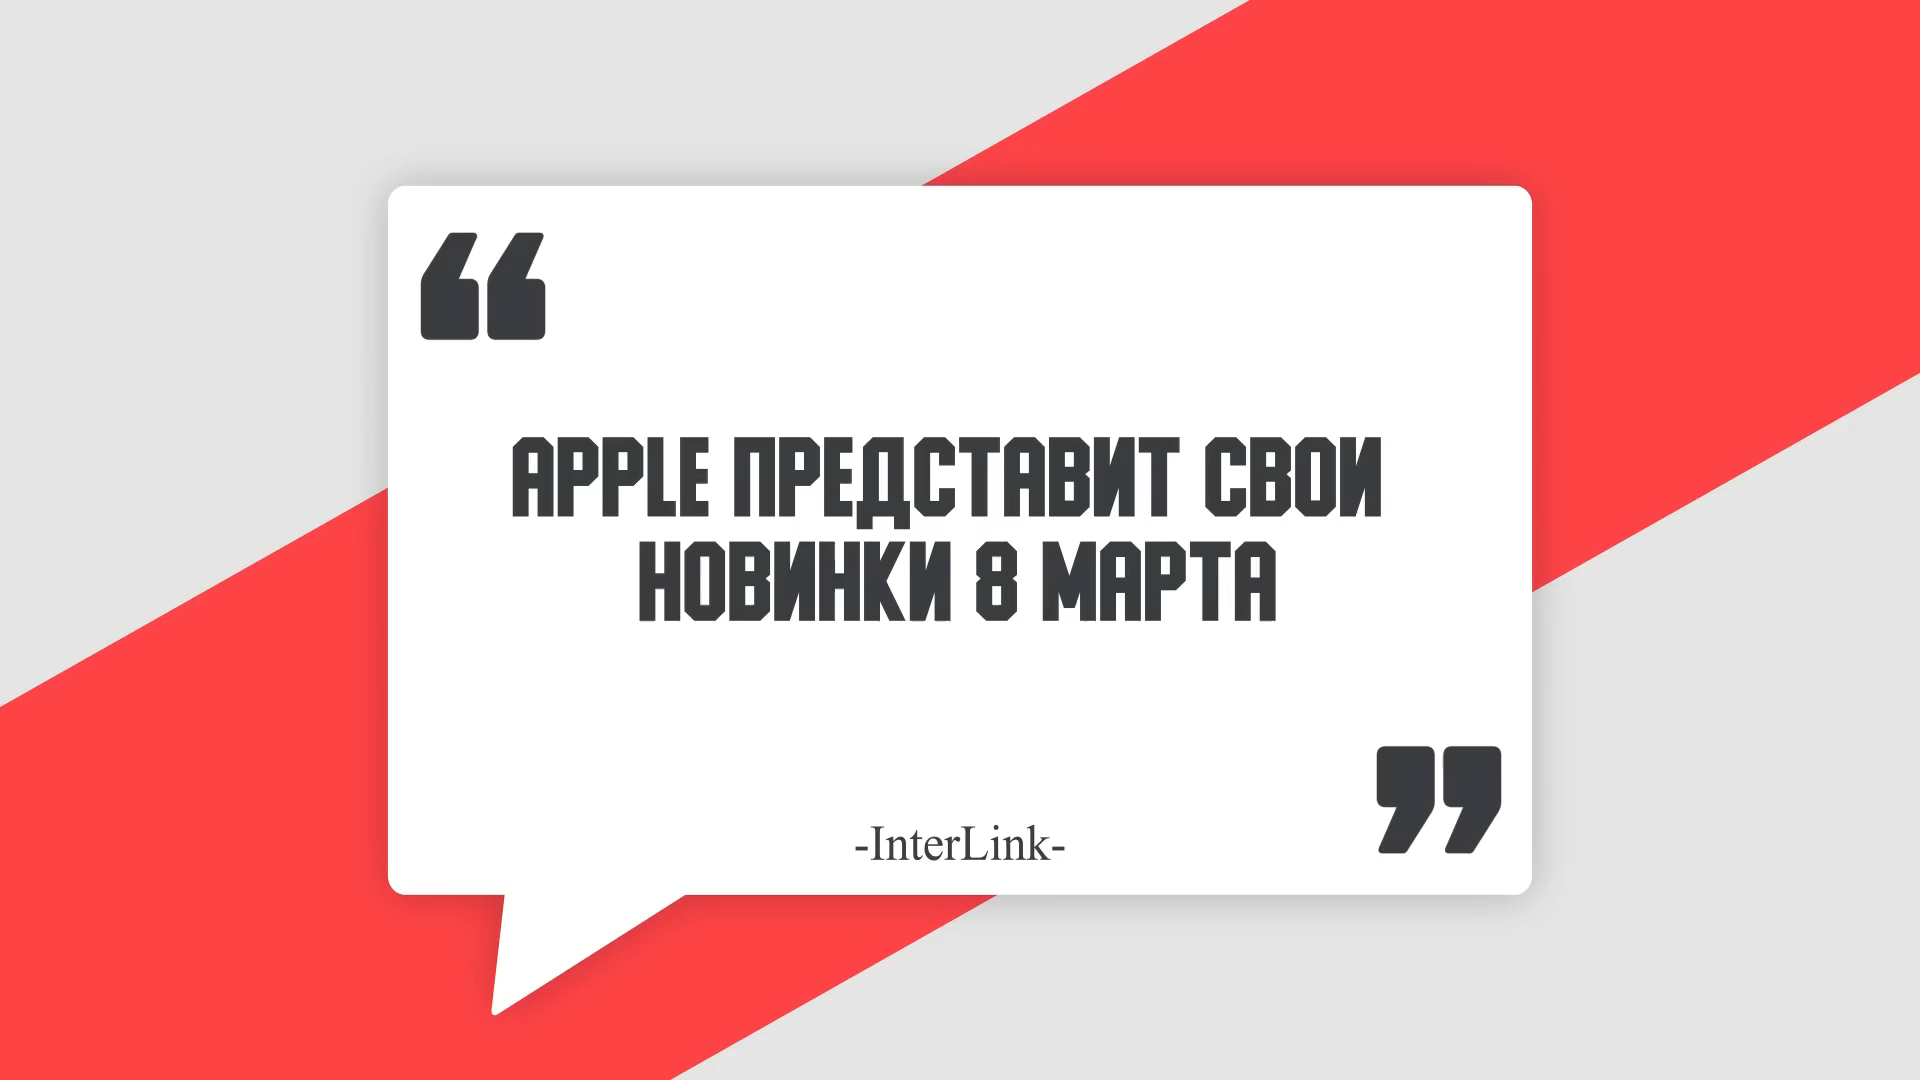 “
APPLE ПРЕДСТАВИТ СВОИ
НОВИНКИ 8 МАРТА
”
-InterLink-